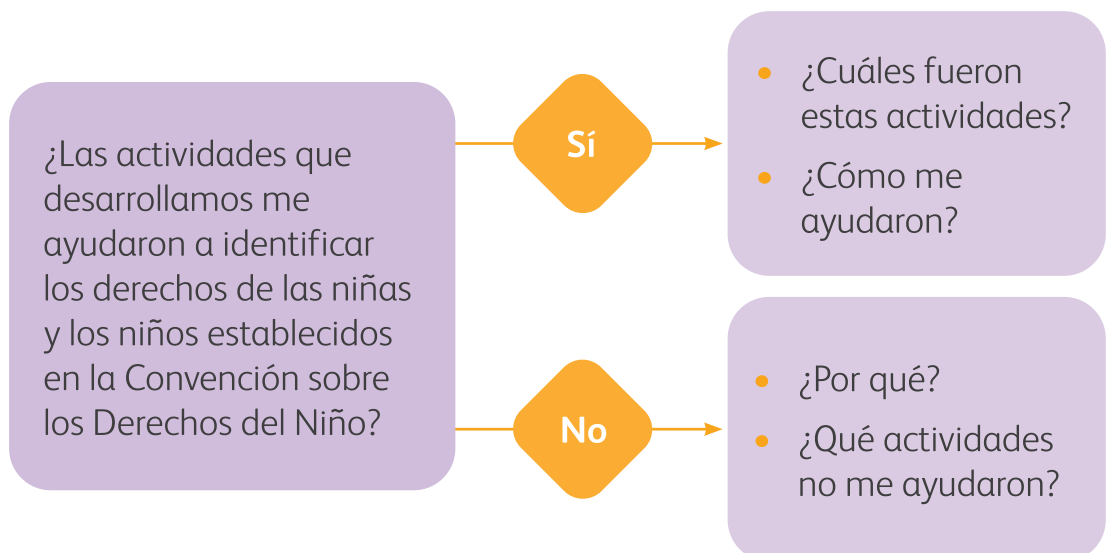 ¿Las actividades que
desarrollamos me
ayudaron a identificar
los derechos de las niñas
y los niños establecidos
en la Convención sobre
los Derechos del Niño?
Sí
• ¿Cuáles fueron
estas actividades?
• ¿Cómo me
ayudaron?
No
• ¿Por qué?
• ¿Qué actividades
no me ayudaron?